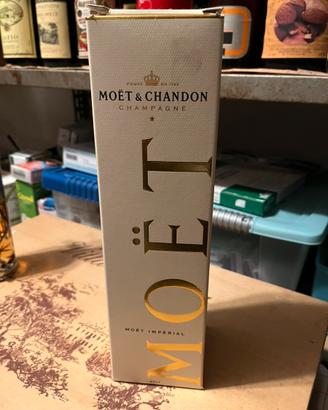 MOËT & CHANDON
CHAMPAGNE
MOËT
MOËT IMPÉRIAL